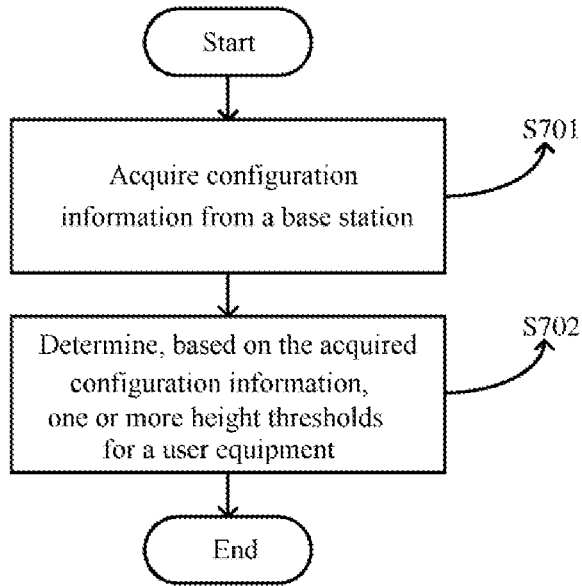 Start
S701
Acquire configuration
information from a base station
S702
Determine, based on the acquired
configuration information,
one or more height thresholds
for a user equipment
End